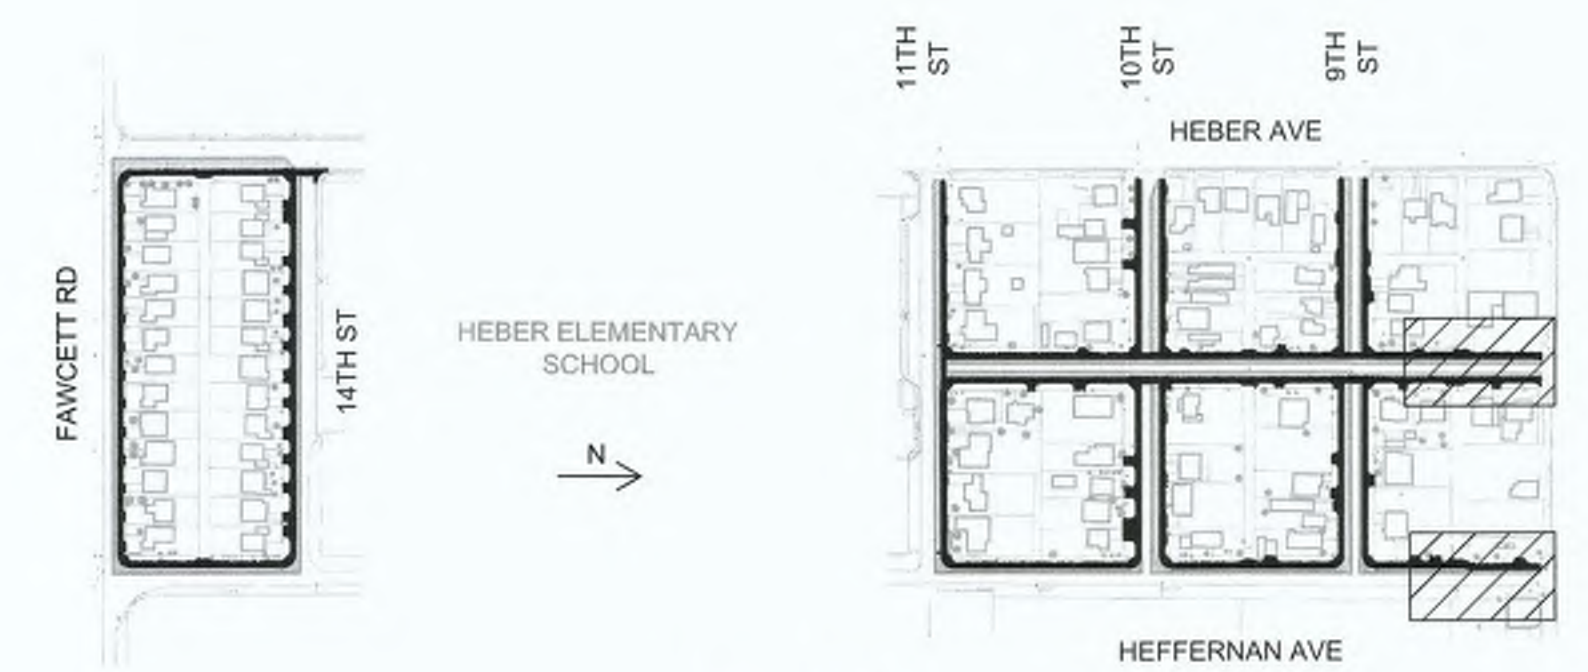 11TH
ST
10TH
ST
9TH
ST
HEBER AVE
FAWCETT RD
14TH ST
HEBER ELEMENTARY
SCHOOL
N
HEFFERNAN AVE